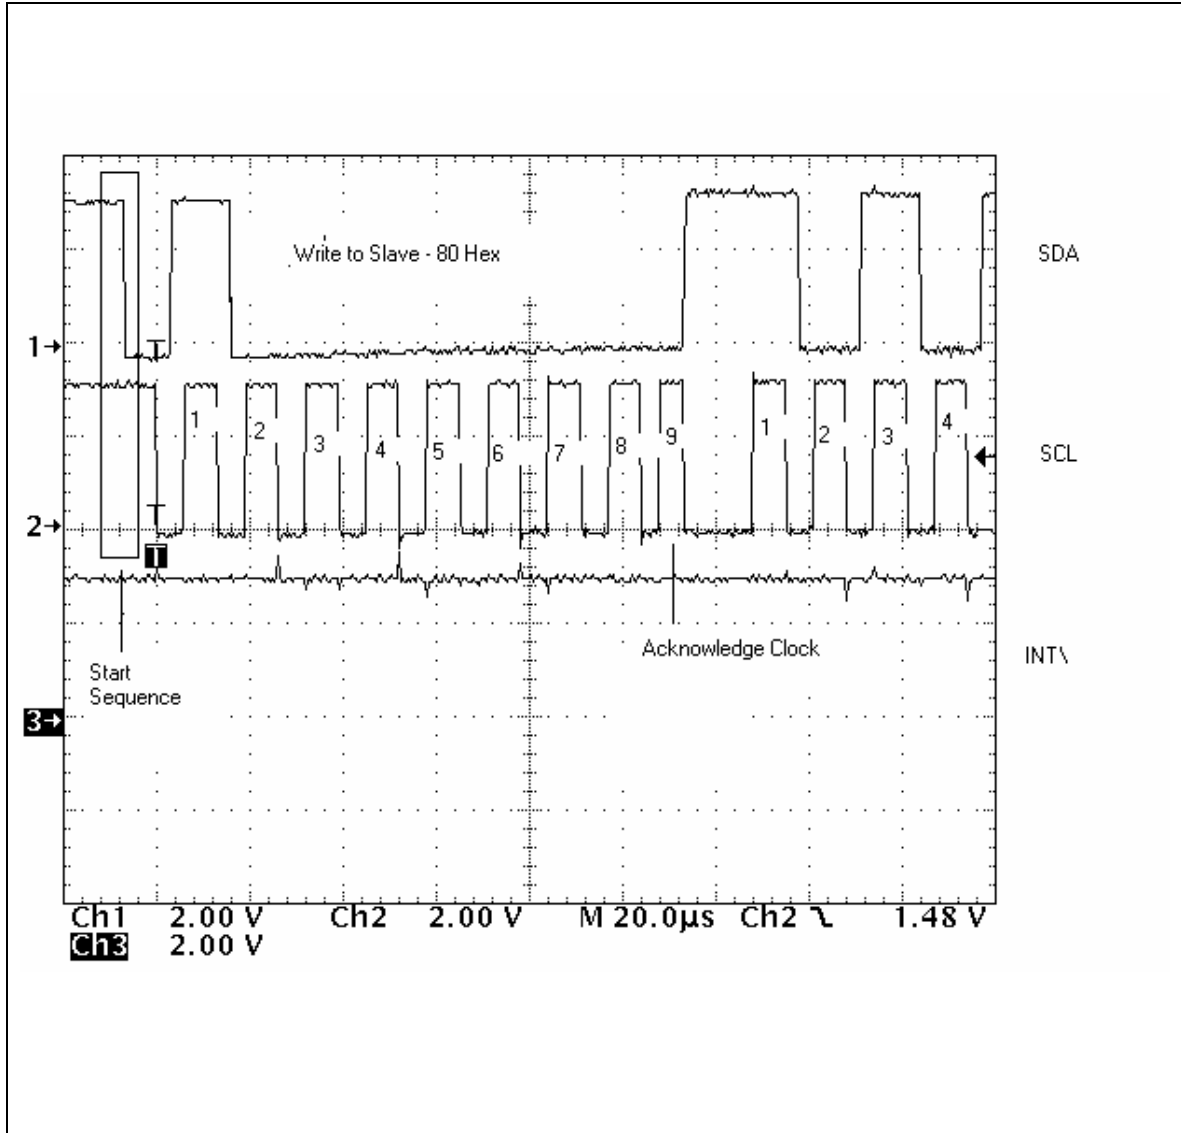 Write to Slave - 80 Hex
SDA
1→
T
1 2 3 4 5 6 7 8 9 1 2 3 4
SCL
T
2→
T
Acknowledge Clock
INT\
Start
Sequence
3→
Ch1 2.00 V Ch2 2.00 V M 20.0µs Ch2 1.48 V
Ch3 2.00 V